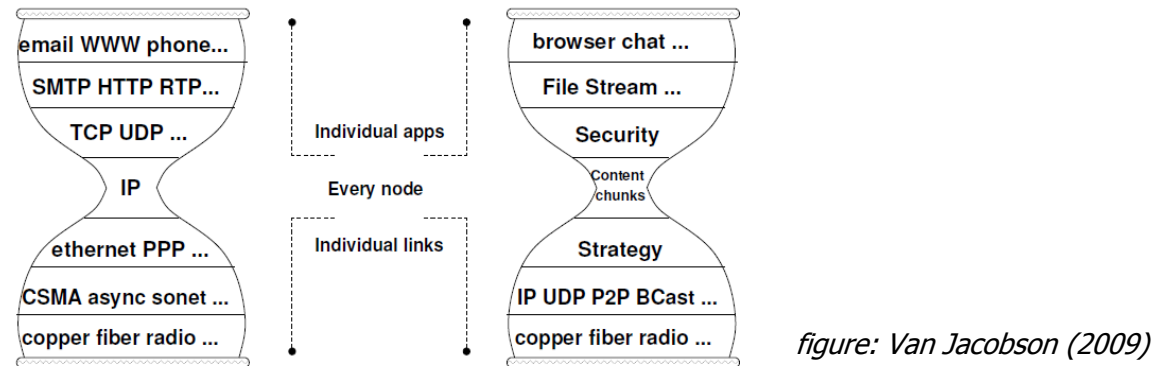 email WWW phone...
SMTP HTTP RTP...
TCP UDP ...
IP
ethernet PPP ...
CSMA async sonet ...
copper fiber radio ...
Individual apps
Every node
Individual links
browser chat ...
File Stream ...
Security
Content
chunks
Strategy
IP UDP P2P BCast ...
copper fiber radio ...
figure: Van Jacobson (2009)